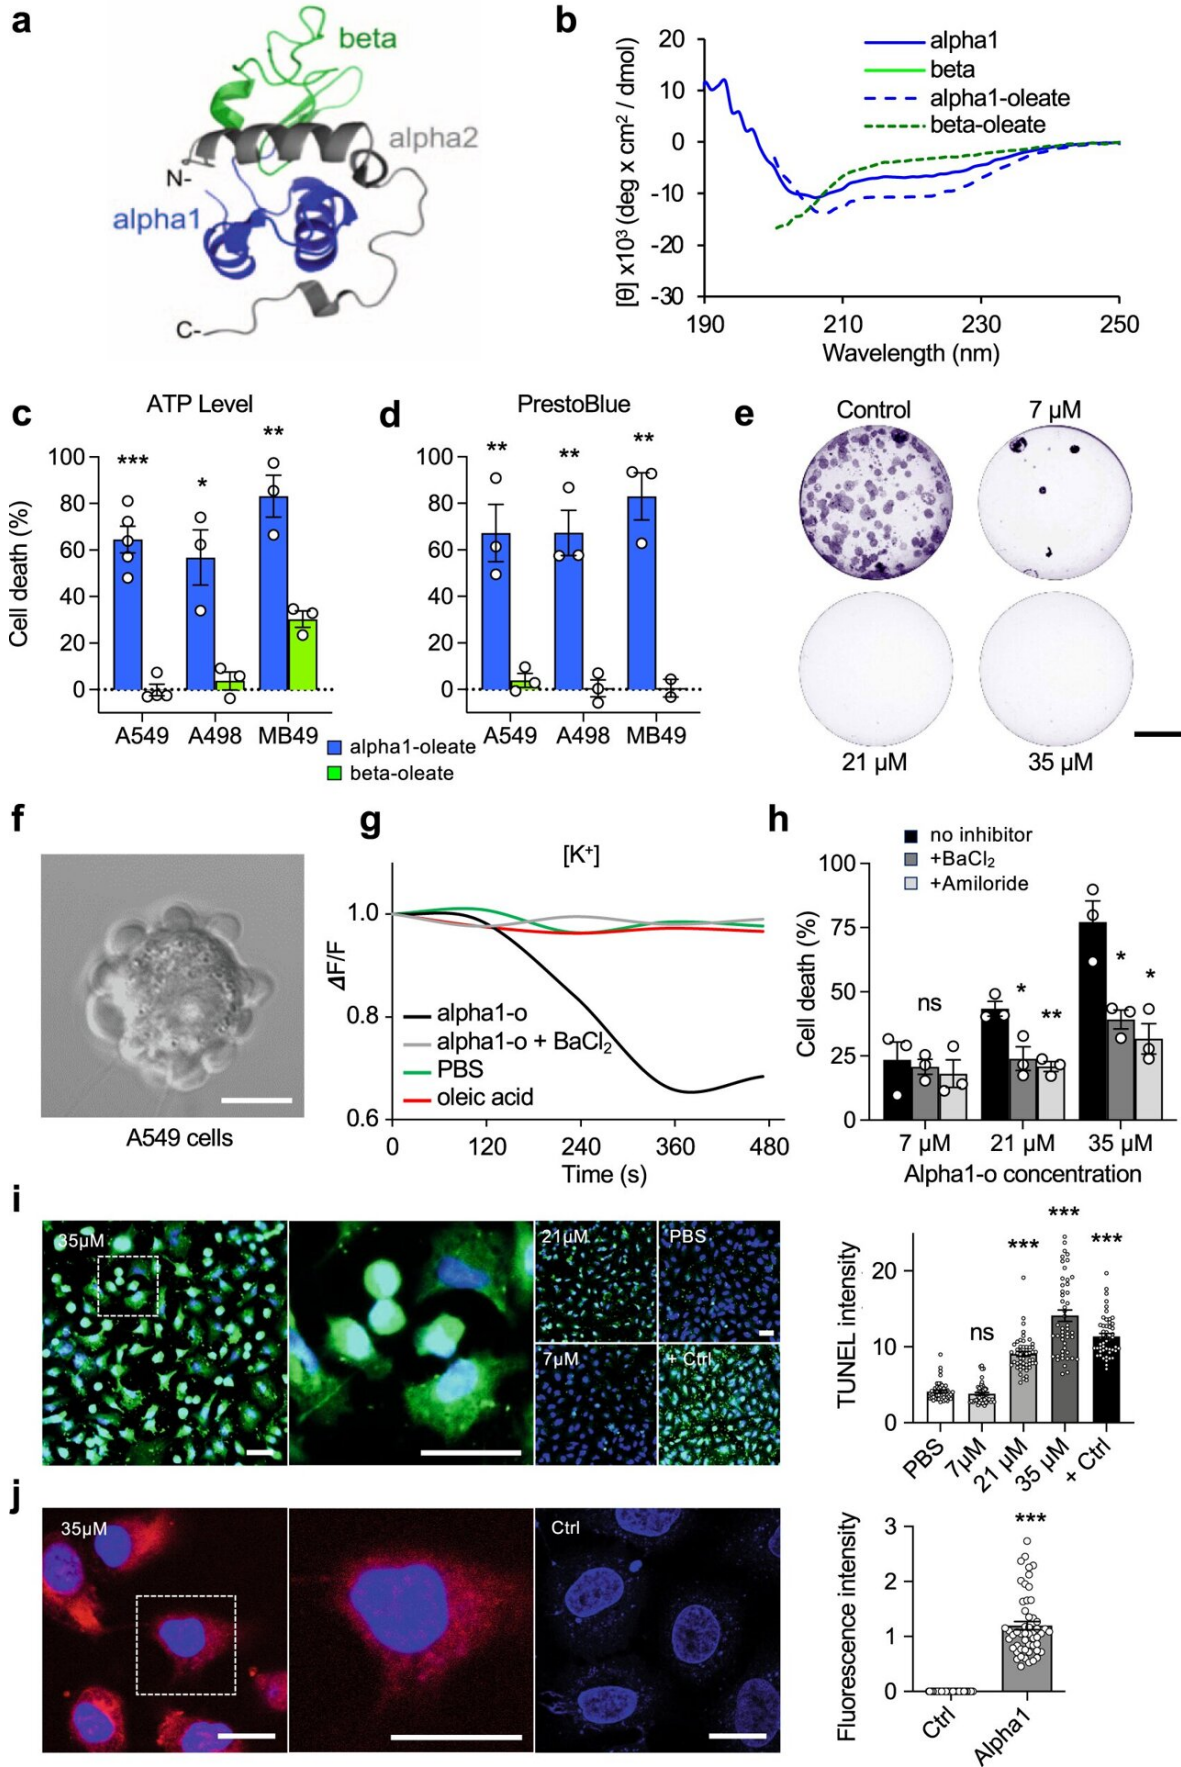 a
beta
alpha2
N-
alpha1
C-
b
20
10
0
-10
-20
-30
[θ] x10³ (deg x cm² / dmol)
190
210
230
250
Wavelength (nm)
alpha1
beta
alpha1-oleate
beta-oleate
c
ATP Level
Cell death (%)
100
80
60
40
20
0
***
*
**
A549
A498
MB49
d
PrestoBlue
100
80
60
40
20
0
**
**
**
A549
A498
MB49
alpha1-oleate
beta-oleate
e
Control
7 µM
21 µM
35 µM
f
A549 cells
g
[K⁺]
ΔF/F
1.0
0.8
0.6
alpha1-o
alpha1-o + BaCl₂
PBS
oleic acid
0
120
240
360
480
Time (s)
h
no inhibitor
+BaCl₂
+Amiloride
Cell death (%)
100
75
50
25
0
ns
*
**
*
*
7 µM
21 µM
35 µM
Alpha1-o concentration
i
35µM
21µM
PBS
7µM
+ Ctrl
TUNEL intensity
20
10
0
ns
***
***
***
PBS
7µM
21 µM
35 µM
+ Ctrl
j
35µM
Ctrl
Fluorescence intensity
3
2
1
0
***
Ctrl
Alpha1